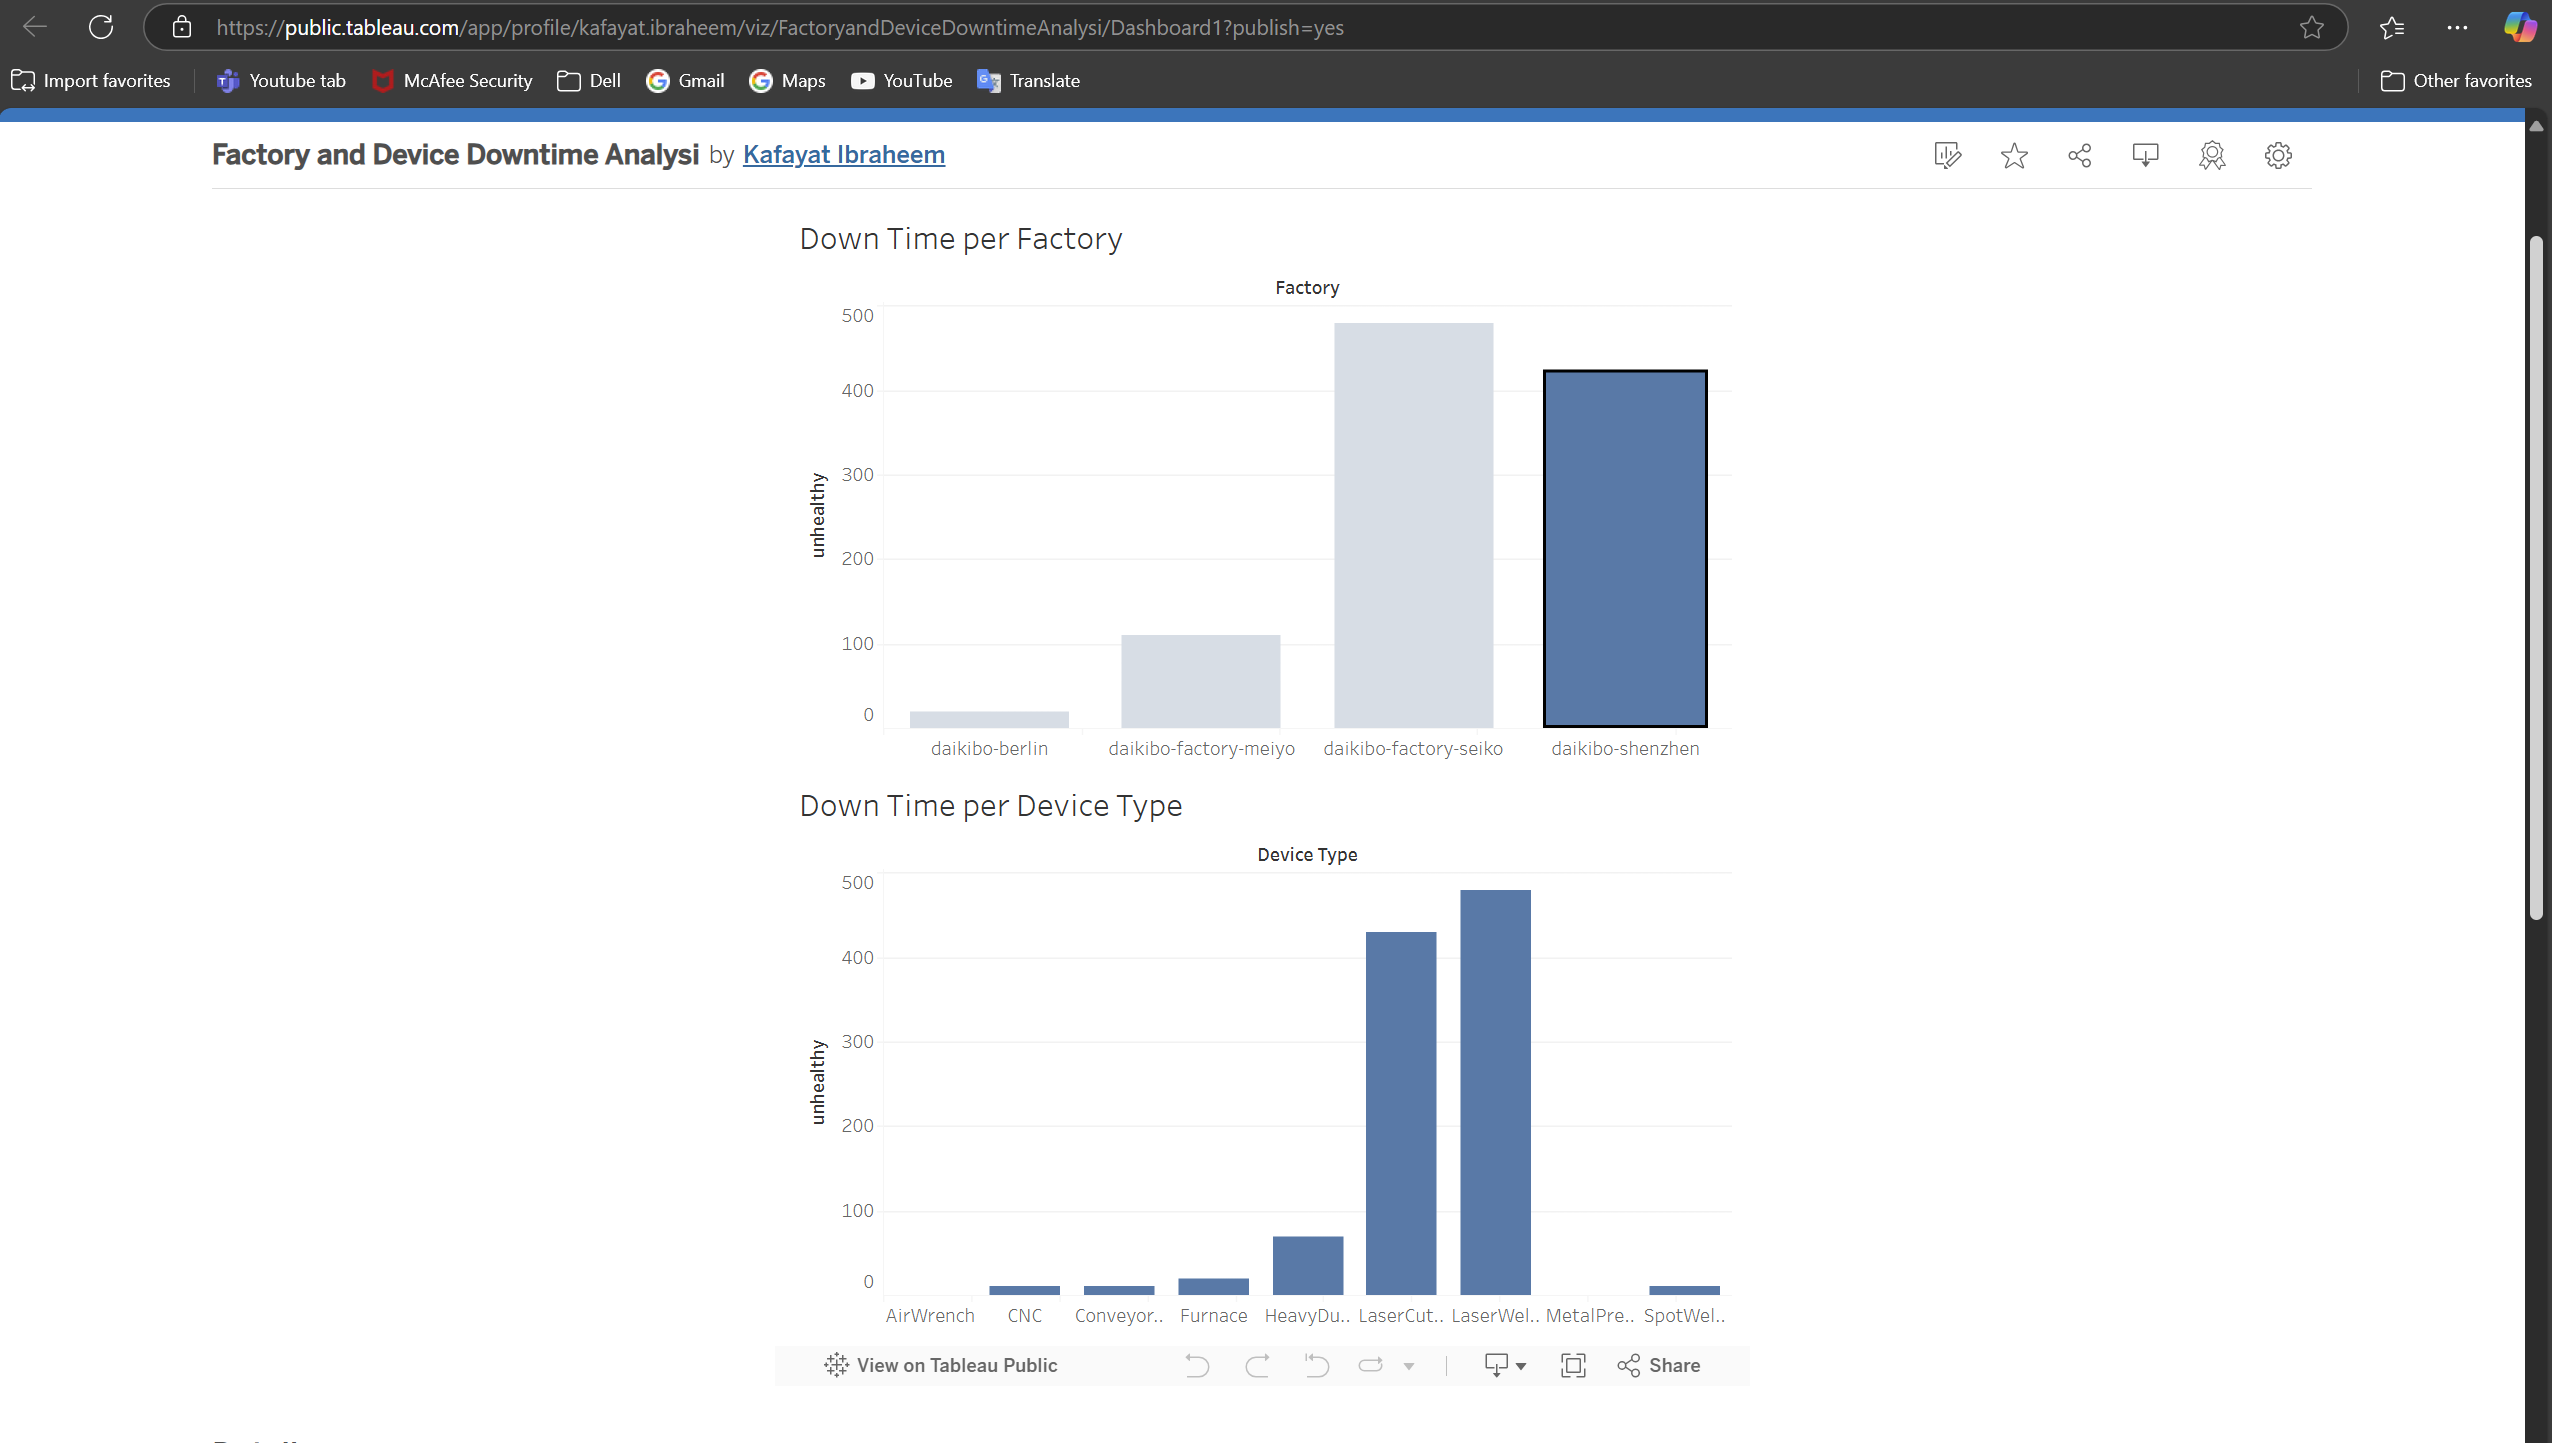 https://public.tableau.com/app/profile/kafayat.ibraheem/viz/FactoryandDeviceDowntimeAnalysi/Dashboard1?publish=yes
Import favorites Youtube tab McAfee Security Dell Gmail Maps YouTube Translate Other favorites
Factory and Device Downtime Analysi by Kafayat Ibraheem
Down Time per Factory
Factory
500
400
300
200
100
0
unhealthy
daikibo-berlin daikibo-factory-meiyo daikibo-factory-seiko daikibo-shenzhen
Down Time per Device Type
Device Type
500
400
300
200
100
0
unhealthy
AirWrench CNC Conveyor.. Furnace HeavyDu.. LaserCut.. LaserWel.. MetalPre.. SpotWel..
View on Tableau Public Share